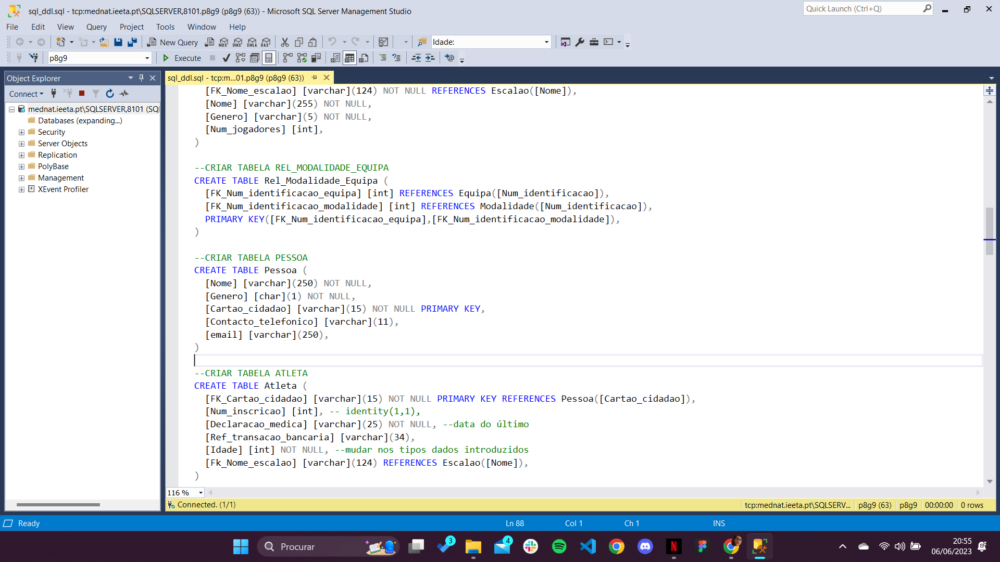 sql_ddl.sql - tcp:mednat.ieeta.pt\SQLSERVER,8101.p8g9 (p8g9 (63)) - Microsoft SQL Server Management Studio
Quick Launch (Ctrl+Q)
File Edit View Query Project Tools Window Help
New Query MDX DMX XMLA DAX Idade:
p8g9 Execute
Object Explorer
sql_ddl.sql - tcp:m...01.p8g9 (p8g9 (63))
Connect
mednat.ieeta.pt\SQLSERVER,8101 (SQ
Databases (expanding...)
Security
Server Objects
Replication
PolyBase
Management
XEvent Profiler
[FK_Nome_escalao] [varchar](124) NOT NULL REFERENCES Escalao([Nome]),
[Nome] [varchar](255) NOT NULL,
[Genero] [varchar](5) NOT NULL,
[Num_jogadores] [int],
)
--CRIAR TABELA REL_MODALIDADE_EQUIPA
CREATE TABLE Rel_Modalidade_Equipa (
[FK_Num_identificacao_equipa] [int] REFERENCES Equipa([Num_identificacao]),
[FK_Num_identificacao_modalidade] [int] REFERENCES Modalidade([Num_identificacao]),
PRIMARY KEY([FK_Num_identificacao_equipa],[FK_Num_identificacao_modalidade]),
)
--CRIAR TABELA PESSOA
CREATE TABLE Pessoa (
[Nome] [varchar](250) NOT NULL,
[Genero] [char](1) NOT NULL,
[Cartao_cidadao] [varchar](15) NOT NULL PRIMARY KEY,
[Contacto_telefonico] [varchar](11),
[email] [varchar](250),
)
--CRIAR TABELA ATLETA
CREATE TABLE Atleta (
[FK_Cartao_cidadao] [varchar](15) NOT NULL PRIMARY KEY REFERENCES Pessoa([Cartao_cidadao]),
[Num_inscricao] [int], -- identity(1,1),
[Declaracao_medica] [varchar](25) NOT NULL, --data do último
[Ref_transacao_bancaria] [varchar](34),
[Idade] [int] NOT NULL, --mudar nos tipos dados introduzidos
[Fk_Nome_escalao] [varchar](124) REFERENCES Escalao([Nome]),
)
116 %
Connected. (1/1) tcp:mednat.ieeta.pt\SQLSERV... p8g9 (63) p8g9 00:00:00 0 rows
Ready Ln 88 Col 1 Ch 1 INS
Procurar 3 4 20:55
06/06/2023